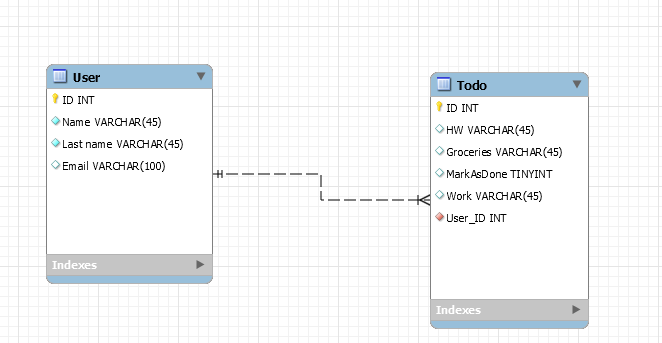 User
ID INT
Name VARCHAR(45)
Last name VARCHAR(45)
Email VARCHAR(100)
Indexes
Todo
ID INT
HW VARCHAR(45)
Groceries VARCHAR(45)
MarkAsDone TINYINT
Work VARCHAR(45)
User_ID INT
Indexes